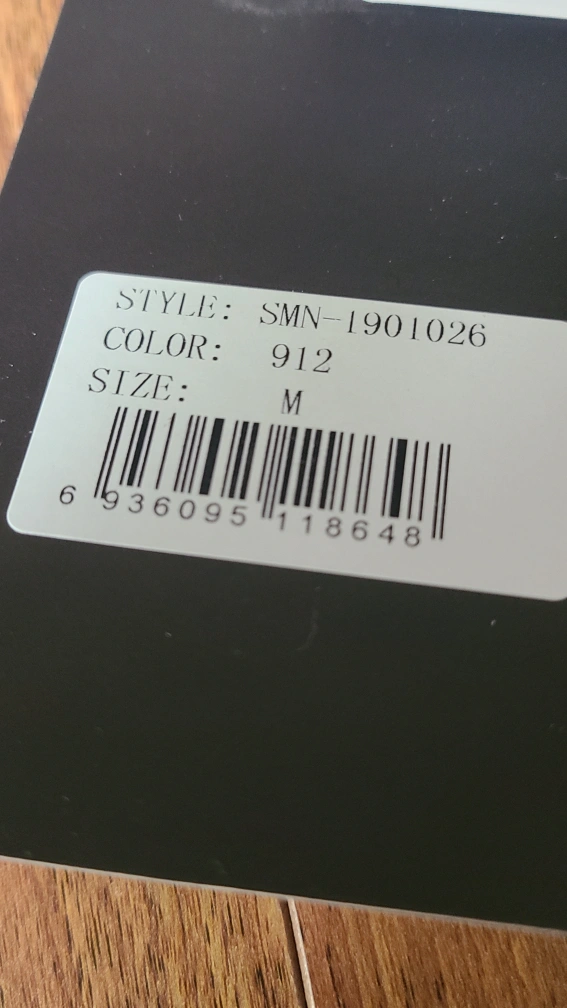 STYLE: SMN-1901026
COLOR: 912
SIZE: M
6 936095 118648